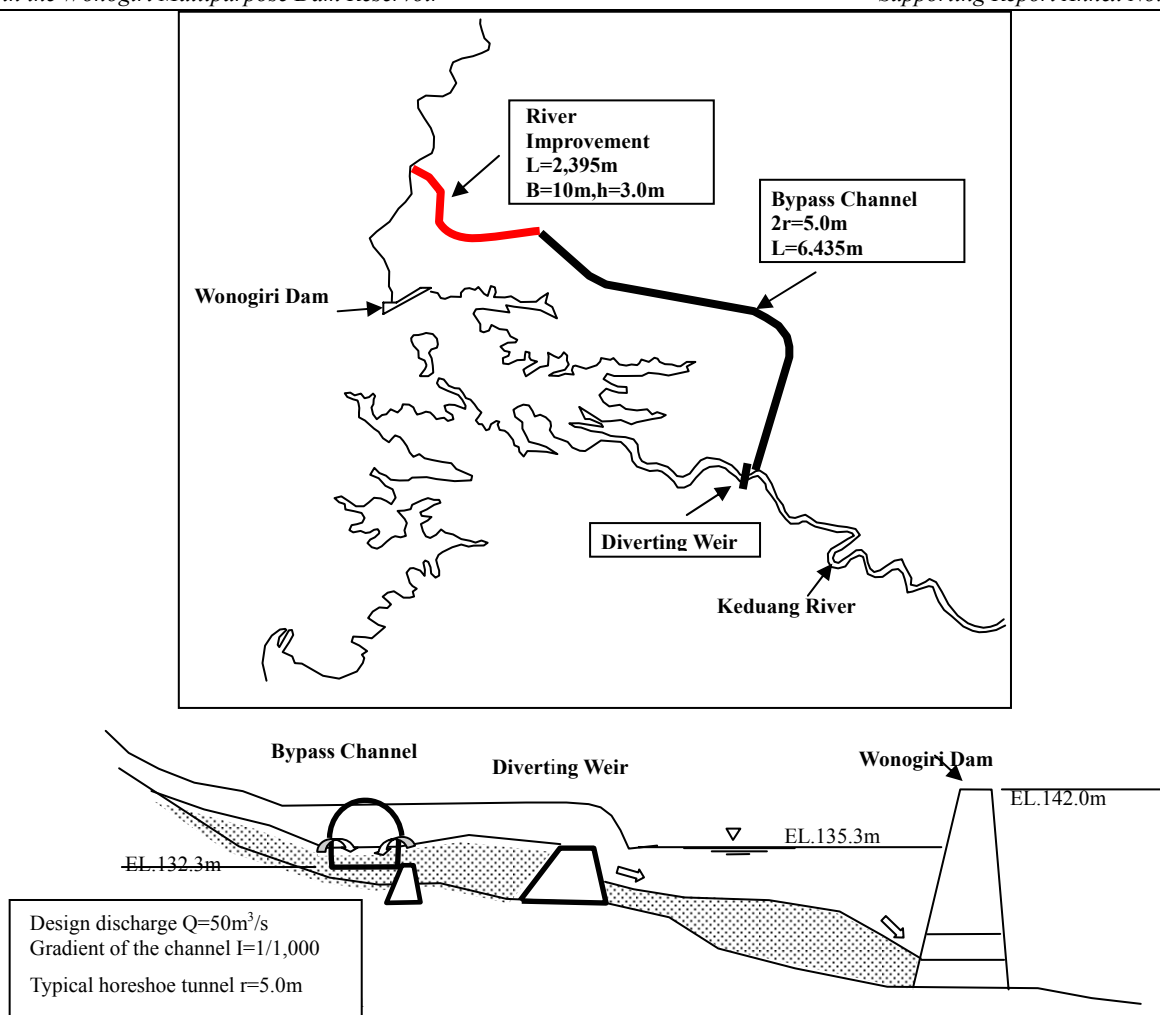 River
Improvement
L=2,395m
B=10m,h=3.0m
Bypass Channel
2r=5.0m
L=6,435m
Wonogiri Dam
Diverting Weir
Keduang River
Bypass Channel
Diverting Weir
Wonogiri Dam
EL.142.0m
EL.135.3m
EL.132.3m
Design discharge Q=50m³/s
Gradient of the channel I=1/1,000
Typical horeshoe tunnel r=5.0m